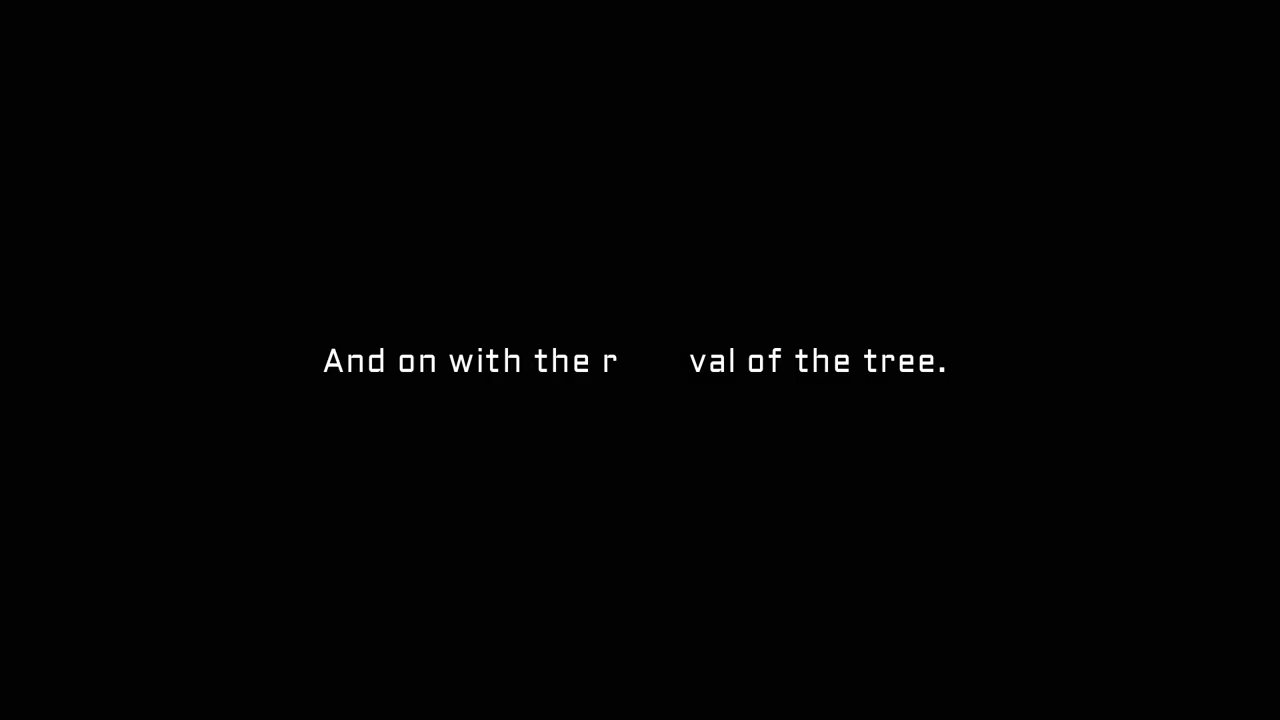 And on with the r val of the tree.